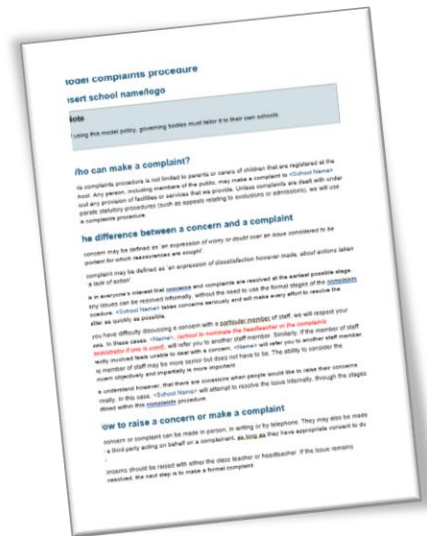 odel complaints procedure
nsert school name/logo
Note
using this model policy, governing bodies must tailor it to their own schools
ho can make a complaint?
is complaints procedure is not limited to parents or carers of children that are registered at the
hool. Any person, including members of the public, may make a complaint to <School Name>
out any provision of facilities or services that we provide. Unless complaints are dealt with under
parate statutory procedures (such as appeals relating to exclusions or admissions), we will use
s complaints procedure.
he difference between a concern and a complaint
concern may be defined as 'an expression of worry or doubt over an issue considered to be
portant for which reassurances are sought'.
complaint may be defined as 'an expression of dissatisfaction however made, about actions taken
a lack of action'.
s in everyone's interest that concerns and complaints are resolved at the earliest possible stage.
any issues can be resolved informally, without the need to use the formal stages of the complaints
ocedure. <School Name> takes concerns seriously and will make every effort to resolve the
atter as quickly as possible.
you have difficulty discussing a concern with a particular member of staff, we will respect your
ws. In these cases, <Name>, (school to nominate the headteacher or the complaints
ordinator if one is used), will refer you to another staff member. Similarly, if the member of staff
rectly involved feels unable to deal with a concern, <Name> will refer you to another staff member.
e member of staff may be more senior but does not have to be. The ability to consider the
ncern objectively and impartially is more important.
e understand however, that there are occasions when people would like to raise their concerns
rmally. In this case, <School Name> will attempt to resolve the issue internally, through the stages
tlined within this complaints procedure.
ow to raise a concern or make a complaint
concern or complaint can be made in person, in writing or by telephone. They may also be made
a third party acting on behalf on a complainant, as long as they have appropriate consent to do
oncerns should be raised with either the class teacher or headteacher. If the issue remains
resolved, the next step is to make a formal complaint.